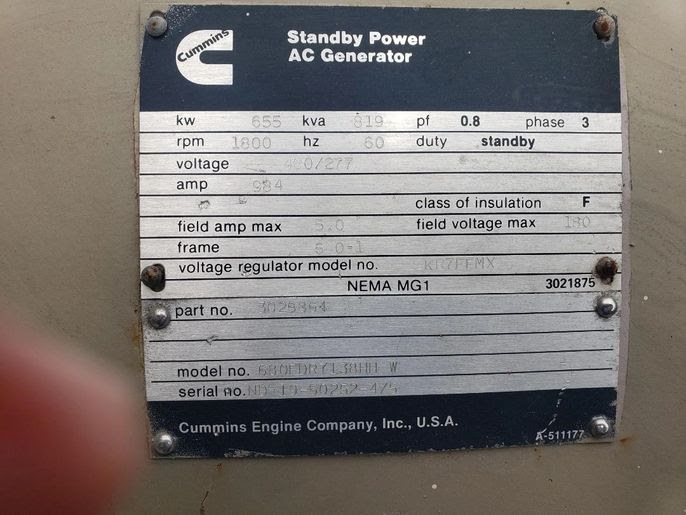 Cummins
Standby Power
AC Generator
kw 655 kva 819 pf 0.8 phase 3
rpm 1800 hz 60 duty standby
voltage 480/277
amp 984
class of insulation F
field amp max 5.0 field voltage max 180
frame
voltage regulator model no.
NEMA MG1 3021875
part no.
model no.
serial no.
Cummins Engine Company, Inc., U.S.A.
A-511177